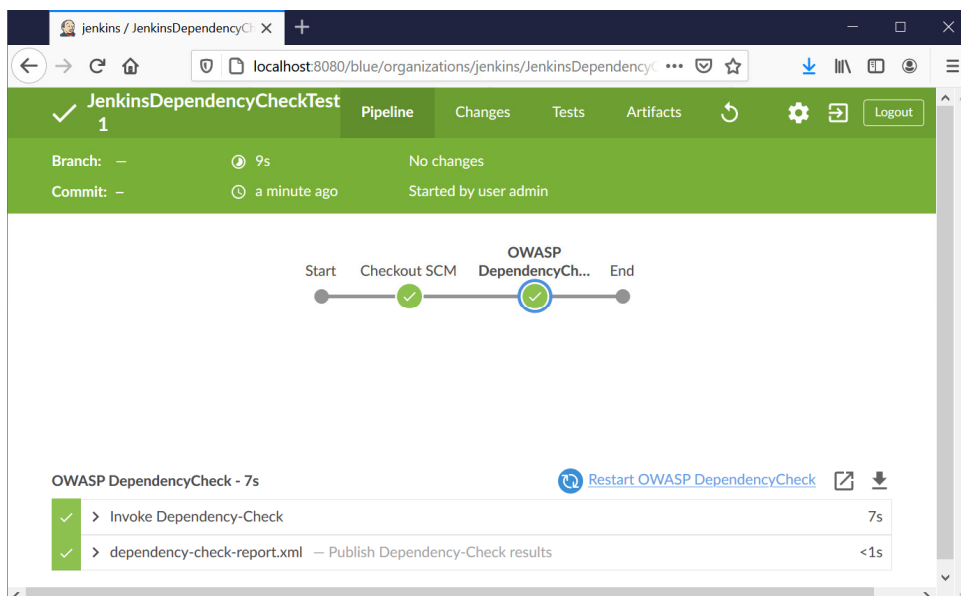 jenkins / JenkinsDependencyCh
localhost:8080/blue/organizations/jenkins/JenkinsDependencyC
JenkinsDependencyCheckTest
1
Pipeline
Changes
Tests
Artifacts
Logout
Branch: —
9s
No changes
Commit: –
a minute ago
Started by user admin
Start
Checkout SCM
OWASP
DependencyCh...
End
OWASP DependencyCheck - 7s
Restart OWASP DependencyCheck
Invoke Dependency-Check
7s
dependency-check-report.xml — Publish Dependency-Check results
<1s